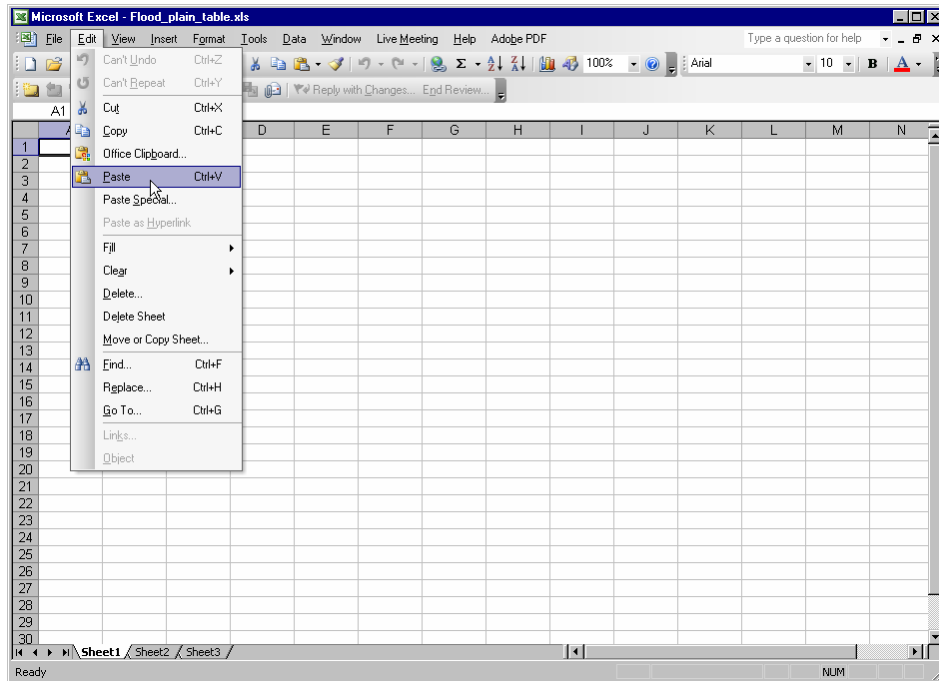 Microsoft Excel - Flood_plain_table.xls
File Edit View Insert Format Tools Data Window Live Meeting Help Adobe PDF Type a question for help
100% Arial 10 B A
Reply with Changes... End Review...
A1
Can't Undo Ctrl+Z
Can't Repeat Ctrl+Y
Cut Ctrl+X
Copy Ctrl+C
Office Clipboard...
Paste Ctrl+V
Paste Special...
Paste as Hyperlink
Fill
Clear
Delete...
Delete Sheet
Move or Copy Sheet...
Find... Ctrl+F
Replace... Ctrl+H
Go To... Ctrl+G
Links...
Object
A D E F G H I J K L M N
1
2
3
4
5
6
7
8
9
10
11
12
13
14
15
16
17
18
19
20
21
22
23
24
25
26
27
28
29
30
Sheet1 Sheet2 Sheet3
Ready NUM